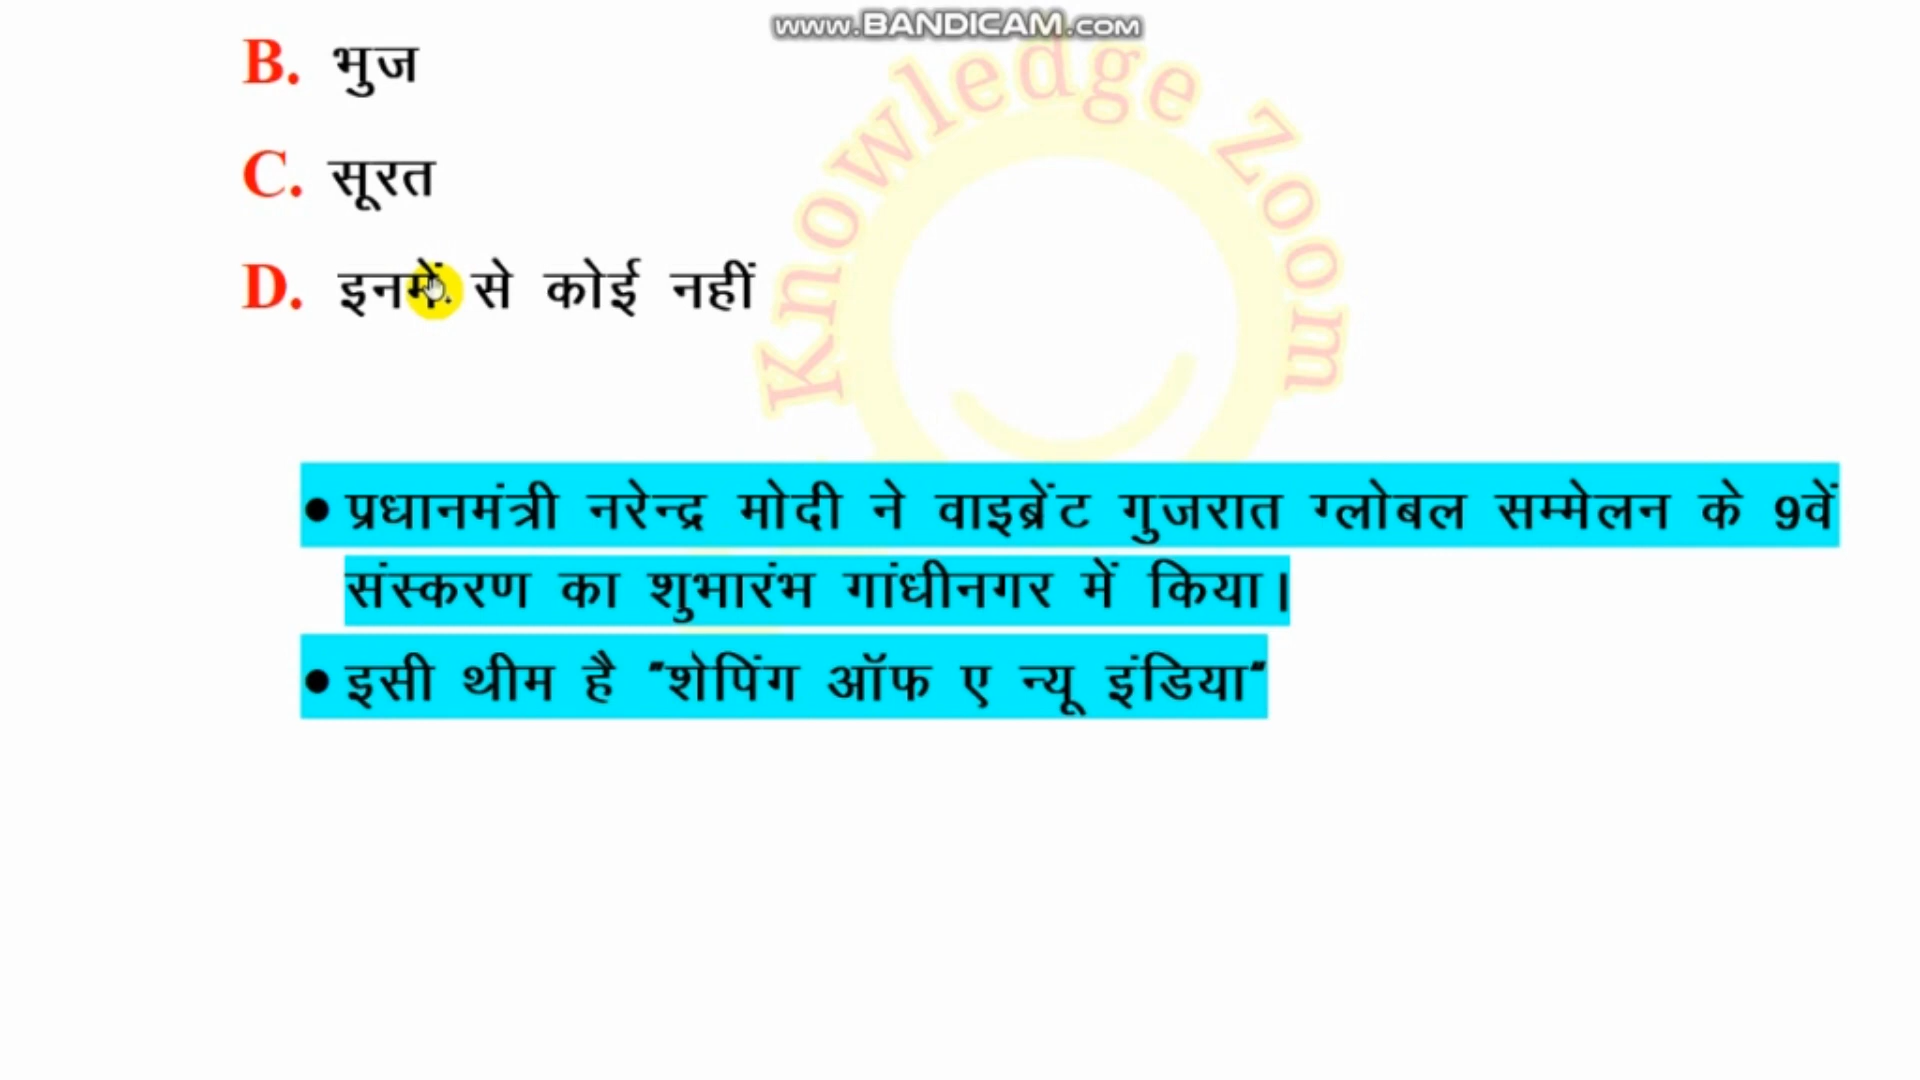 www.BANDICAM.com
B. भुज
C. सूरत
D. इनमें से कोई नहीं
Knowledge Zoom
● प्रधानमंत्री नरेन्द्र मोदी ने वाइब्रेंट गुजरात ग्लोबल सम्मेलन के 9वें
संस्करण का शुभारंभ गांधीनगर में किया।
● इसी थीम है "शेपिंग ऑफ ए न्यू इंडिया"